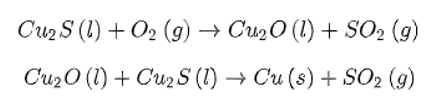 Cu₂S (l) + O₂ (g) → Cu₂O (l) + SO₂ (g)
Cu₂O (l) + Cu₂S (l) → Cu (s) + SO₂ (g)